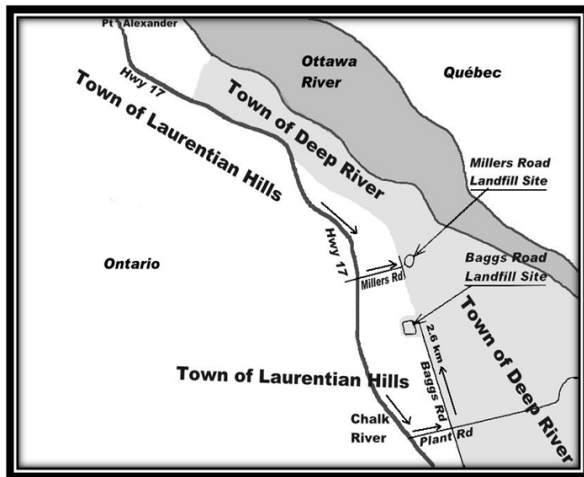 Pt Alexander
Hwy 17
Ottawa
River
Québec
Town of Deep River
Town of Laurentian Hills
Millers Road
Landfill Site
Hwy 17
Baggs Road
Landfill Site
Ontario
Millers Rd
2.6 km
Baggs Rd
Town of Deep River
Town of Laurentian Hills
Chalk
River
Plant Rd